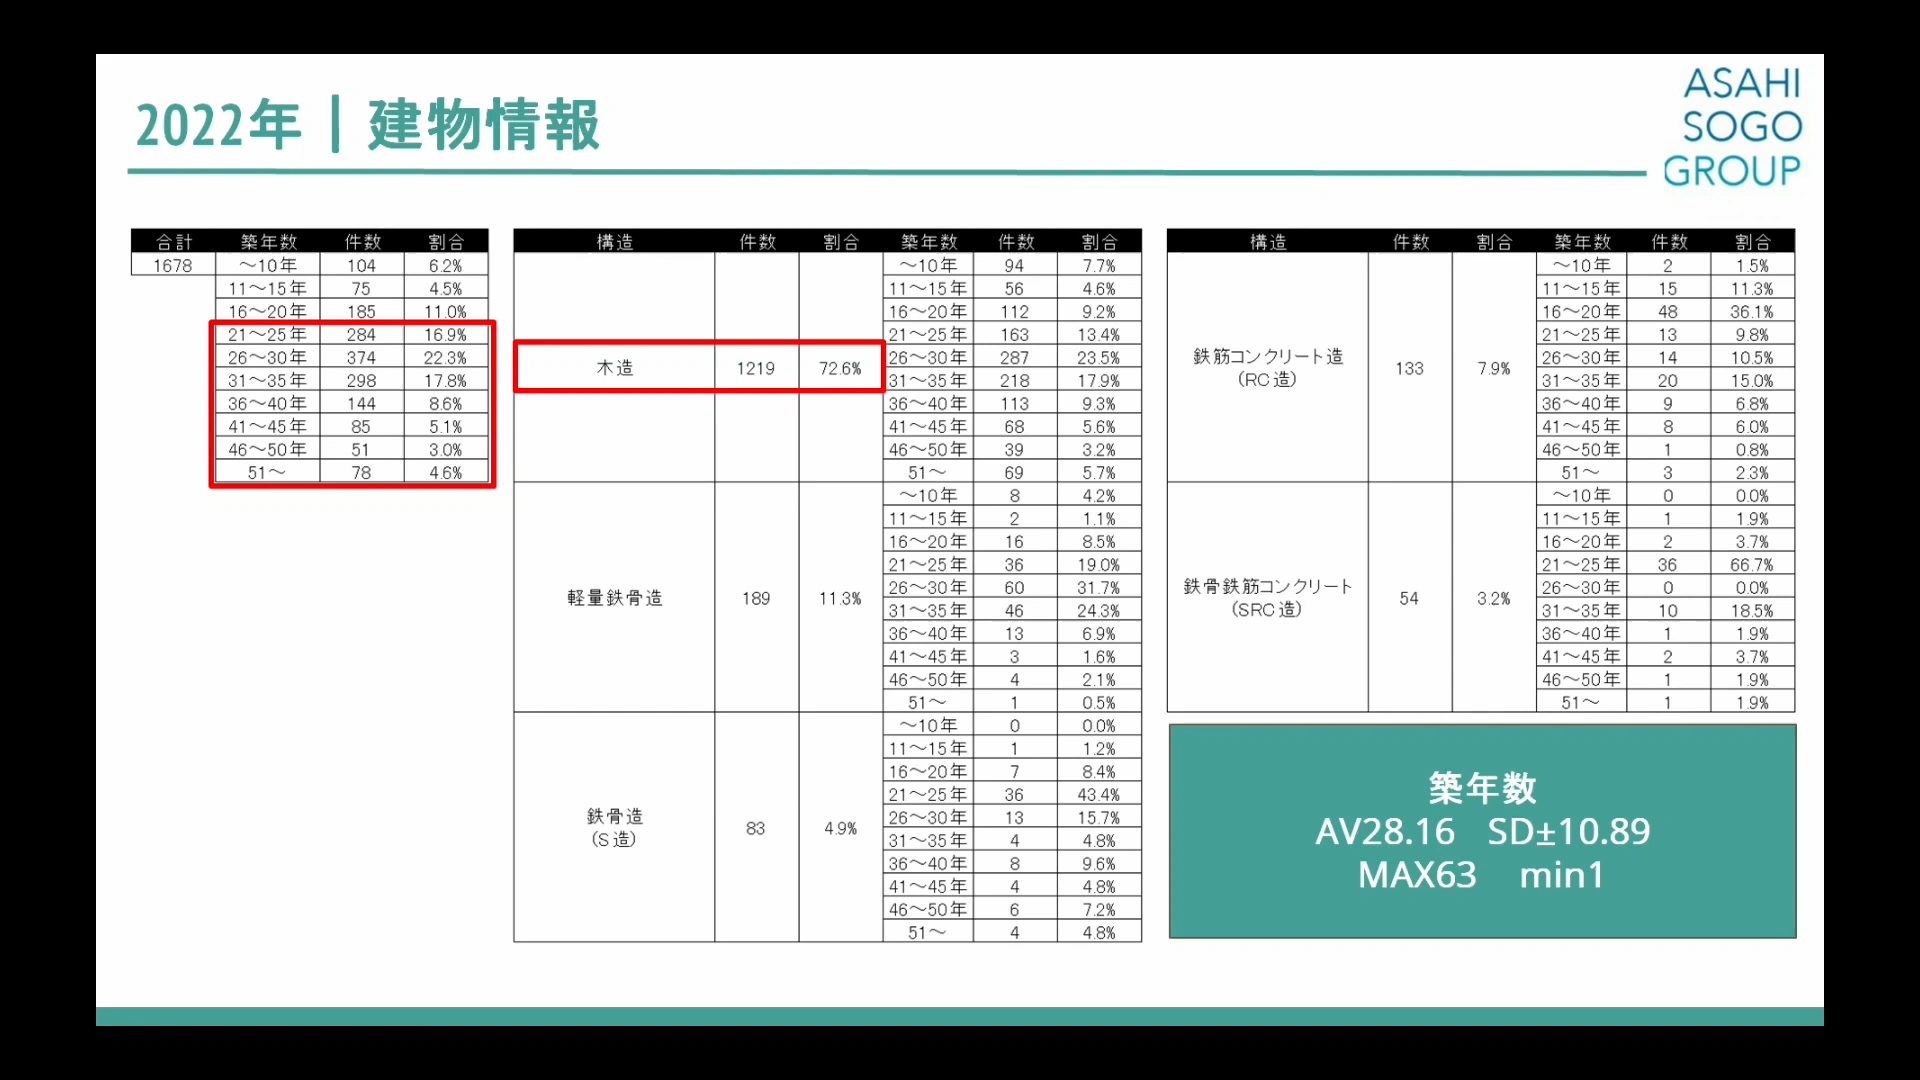 2022年｜建物情報
ASAHI
SOGO
GROUP
合計 築年数 件数 割合
1678 ～10年 104 6.2%
11～15年 75 4.5%
16～20年 185 11.0%
21～25年 284 16.9%
26～30年 374 22.3%
31～35年 298 17.8%
36～40年 144 8.6%
41～45年 85 5.1%
46～50年 51 3.0%
51～ 78 4.6%
構造 件数 割合 築年数 件数 割合
木造 1219 72.6%
～10年 94 7.7%
11～15年 56 4.6%
16～20年 112 9.2%
21～25年 163 13.4%
26～30年 287 23.5%
31～35年 218 17.9%
36～40年 113 9.3%
41～45年 68 5.6%
46～50年 39 3.2%
51～ 69 5.7%
軽量鉄骨造 189 11.3%
～10年 8 4.2%
11～15年 2 1.1%
16～20年 16 8.5%
21～25年 36 19.0%
26～30年 60 31.7%
31～35年 46 24.3%
36～40年 13 6.9%
41～45年 3 1.6%
46～50年 4 2.1%
51～ 1 0.5%
鉄骨造
(S造) 83 4.9%
～10年 0 0.0%
11～15年 1 1.2%
16～20年 7 8.4%
21～25年 36 43.4%
26～30年 13 15.7%
31～35年 4 4.8%
36～40年 8 9.6%
41～45年 4 4.8%
46～50年 6 7.2%
51～ 4 4.8%
構造 件数 割合 築年数 件数 割合
鉄筋コンクリート造
(RC造) 133 7.9%
～10年 2 1.5%
11～15年 15 11.3%
16～20年 48 36.1%
21～25年 13 9.8%
26～30年 14 10.5%
31～35年 20 15.0%
36～40年 9 6.8%
41～45年 8 6.0%
46～50年 1 0.8%
51～ 3 2.3%
鉄骨鉄筋コンクリート
(SRC造) 54 3.2%
～10年 0 0.0%
11～15年 1 1.9%
16～20年 2 3.7%
21～25年 36 66.7%
26～30年 0 0.0%
31～35年 10 18.5%
36～40年 1 1.9%
41～45年 2 3.7%
46～50年 1 1.9%
51～ 1 1.9%
築年数
AV28.16 SD±10.89
MAX63 min1